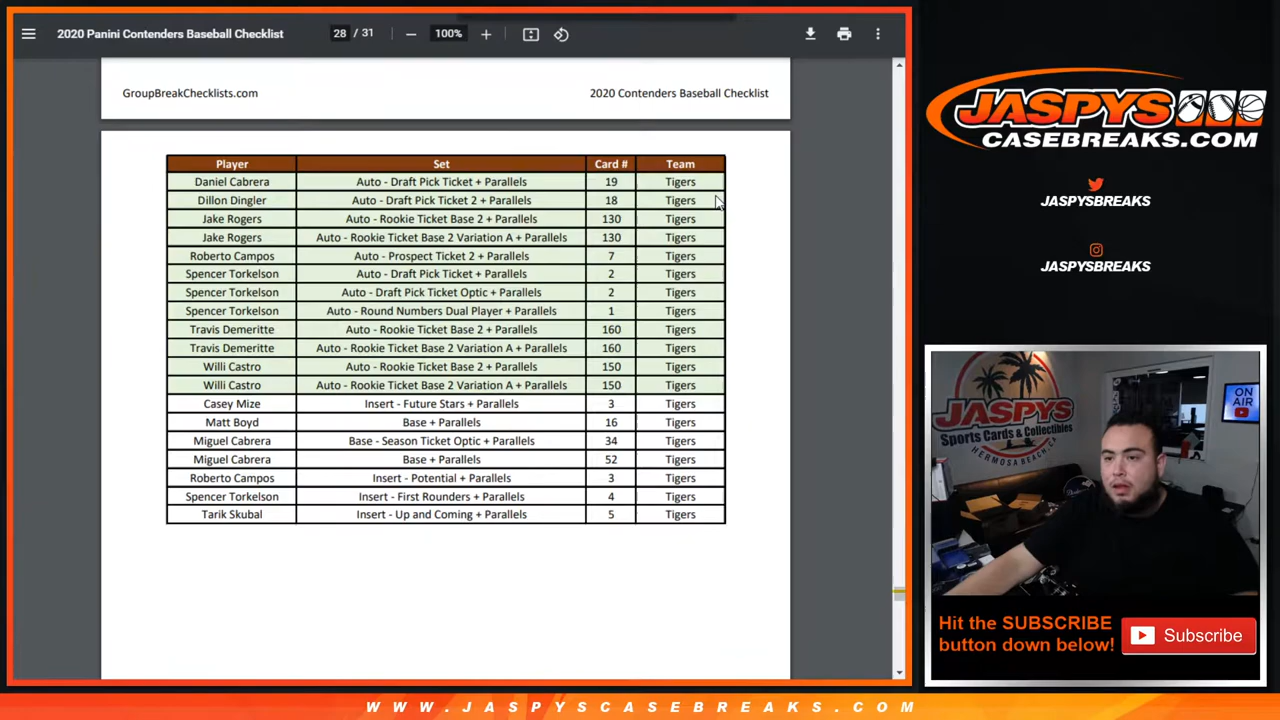 2020 Panini Contenders Baseball Checklist 28 / 31 100%
GroupBreakChecklists.com 2020 Contenders Baseball Checklist
Player Set Card # Team
Daniel Cabrera Auto - Draft Pick Ticket + Parallels 19 Tigers
Dillon Dingler Auto - Draft Pick Ticket 2 + Parallels 18 Tigers
Jake Rogers Auto - Rookie Ticket Base 2 + Parallels 130 Tigers
Jake Rogers Auto - Rookie Ticket Base 2 Variation A + Parallels 130 Tigers
Roberto Campos Auto - Prospect Ticket 2 + Parallels 7 Tigers
Spencer Torkelson Auto - Draft Pick Ticket + Parallels 2 Tigers
Spencer Torkelson Auto - Draft Pick Ticket Optic + Parallels 2 Tigers
Spencer Torkelson Auto - Round Numbers Dual Player + Parallels 1 Tigers
Travis Demeritte Auto - Rookie Ticket Base 2 + Parallels 160 Tigers
Travis Demeritte Auto - Rookie Ticket Base 2 Variation A + Parallels 160 Tigers
Willi Castro Auto - Rookie Ticket Base 2 + Parallels 150 Tigers
Willi Castro Auto - Rookie Ticket Base 2 Variation A + Parallels 150 Tigers
Casey Mize Insert - Future Stars + Parallels 3 Tigers
Matt Boyd Base + Parallels 16 Tigers
Miguel Cabrera Base - Season Ticket Optic + Parallels 34 Tigers
Miguel Cabrera Base + Parallels 52 Tigers
Roberto Campos Insert - Potential + Parallels 3 Tigers
Spencer Torkelson Insert - First Rounders + Parallels 4 Tigers
Tarik Skubal Insert - Up and Coming + Parallels 5 Tigers
JASPYS
CASEBREAKS.COM
JASPYSBREAKS
JASPYSBREAKS
JASPYS
Sports Cards & Collectibles
HERMOSA BEACH, CA
ON AIR
Hit the SUBSCRIBE
button down below!
Subscribe
WWW.JASPYSCASEBREAKS.COM